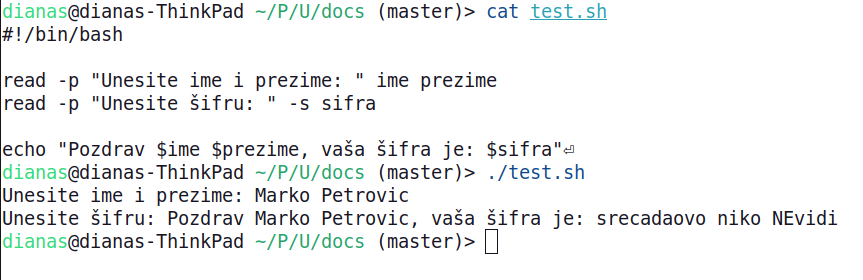 dianas@dianas-ThinkPad ~/P/U/docs (master)> cat test.sh
#!/bin/bash

read -p "Unesite ime i prezime: " ime prezime
read -p "Unesite šifru: " -s sifra

echo "Pozdrav $ime $prezime, vaša šifra je: $sifra"⏎
dianas@dianas-ThinkPad ~/P/U/docs (master)> ./test.sh
Unesite ime i prezime: Marko Petrovic
Unesite šifru: Pozdrav Marko Petrovic, vaša šifra je: srecadaovo niko NEvidi
dianas@dianas-ThinkPad ~/P/U/docs (master)>